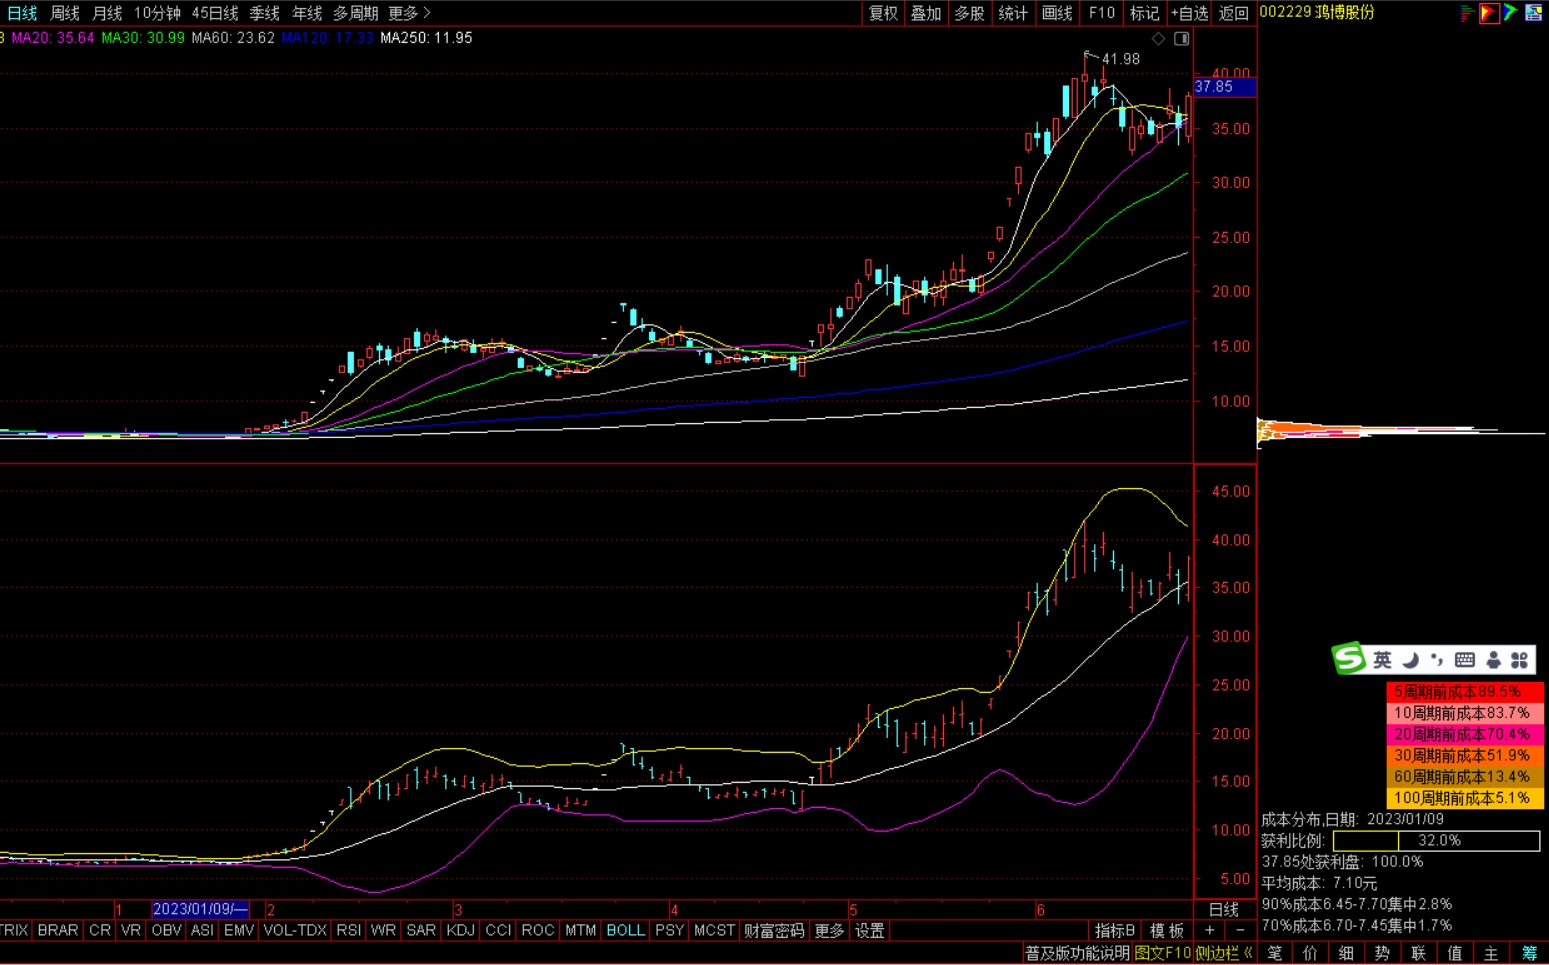 日线 周线 月线 10分钟 45日线 季线 年线 多周期 更多>
复权 叠加 多股 统计 画线 F10 标记 +自选 返回
002229 鸿博股份
3 MA20: 35.64 MA30: 30.99 MA60: 23.62 MA120: 17.33 MA250: 11.95
41.98
40.00
37.85
35.00
30.00
25.00
20.00
15.00
10.00
45.00
40.00
35.00
30.00
25.00
20.00
15.00
10.00
5.00
英
5周期前成本89.5%
10周期前成本83.7%
20周期前成本70.4%
30周期前成本51.9%
60周期前成本13.4%
100周期前成本5.1%
成本分布,日期: 2023/01/09
获利比例: 32.0%
37.85处获利盘: 100.0%
平均成本: 7.10元
90%成本6.45-7.70集中2.8%
70%成本6.70-7.45集中1.7%
1 2023/01/09/一 2 3 4 5 6 日线
TRIX BRAR CR VR OBV ASI EMV VOL-TDX RSI WR SAR KDJ CCI ROC MTM BOLL PSY MCST 财富密码 更多 设置 指标B 模板 + -
普及版功能说明 图文F10 侧边栏《 笔 价 细 势 联 值 主 筹